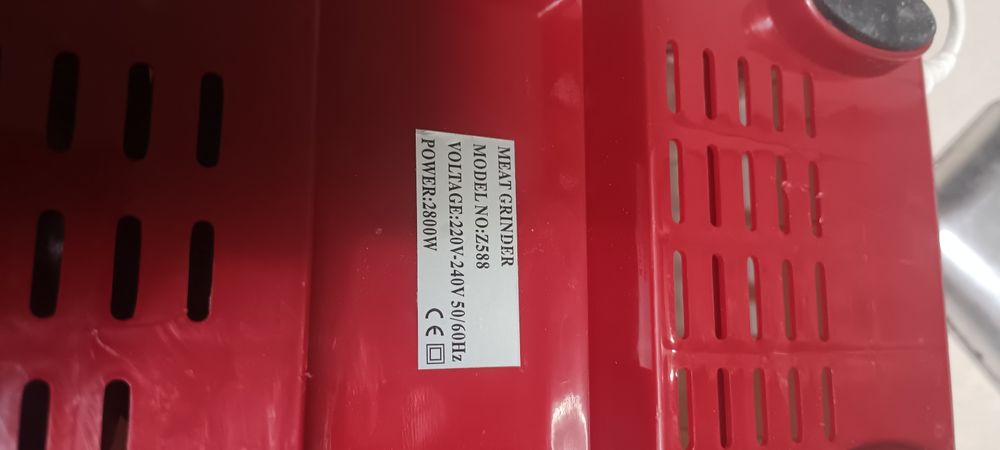 MEAT GRINDER
MODEL NO:Z588
VOLTAGE:220V-240V 50/60Hz
POWER:2800W
CE